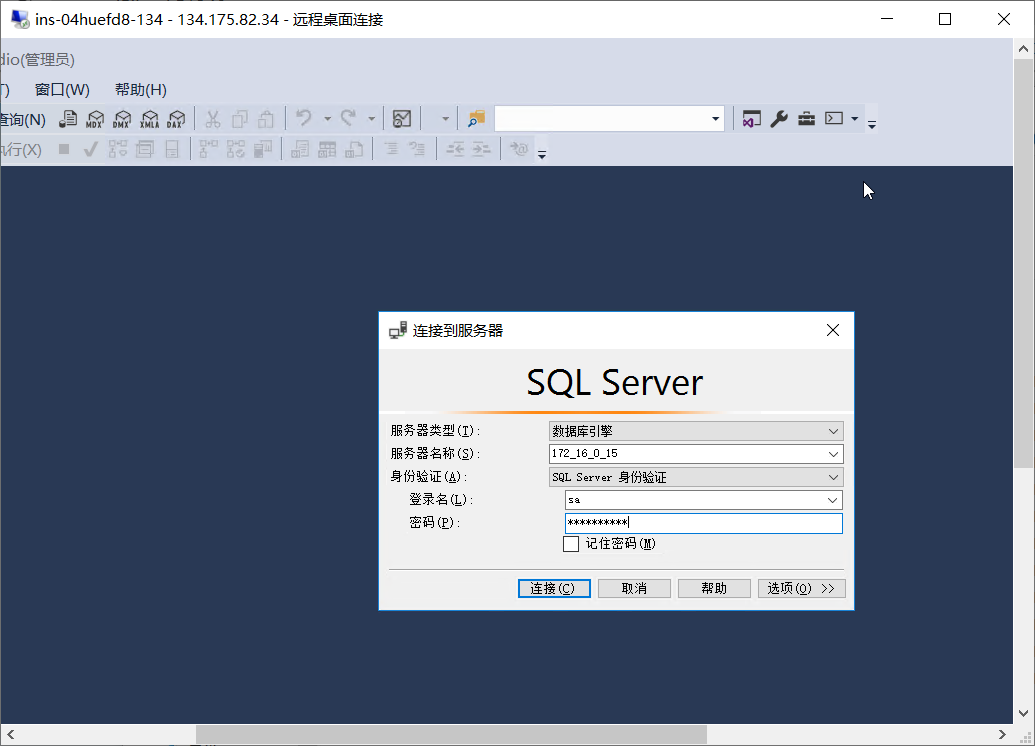 ins-04huefd8-134 - 134.175.82.34 - 远程桌面连接
dio(管理员)
窗口(W) 帮助(H)
查询(N) MDX DMX XMLA DAX
执行(X)
连接到服务器
SQL Server
服务器类型(T): 数据库引擎
服务器名称(S): 172_16_0_15
身份验证(A): SQL Server 身份验证
登录名(L): sa
密码(P): **********
记住密码(M)
连接(C) 取消 帮助 选项(O) >>